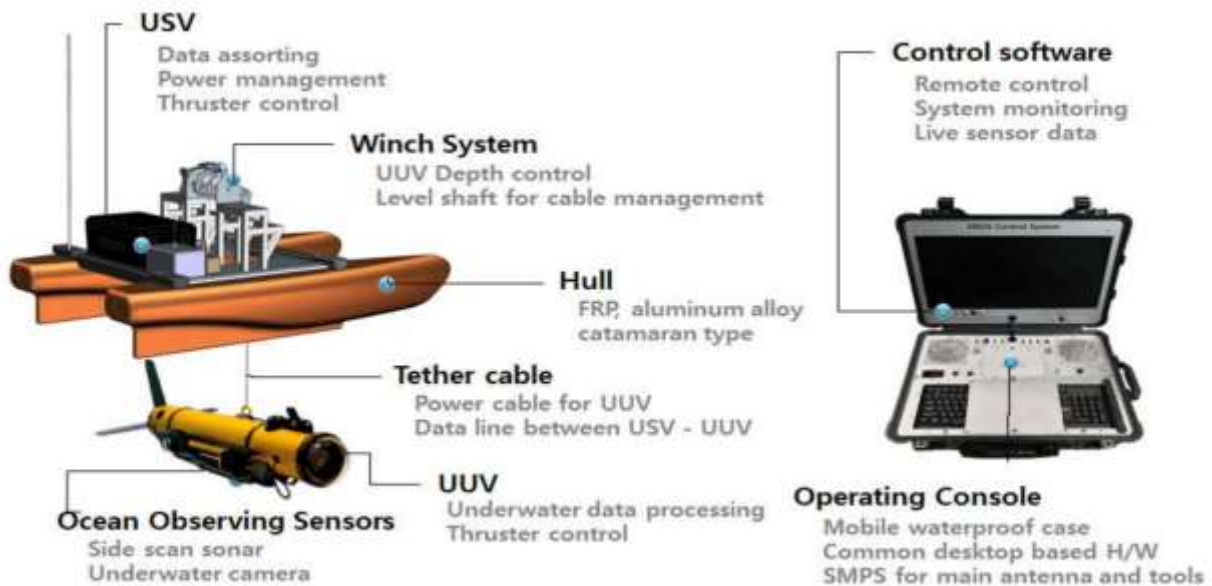 USV
Data assorting
Power management
Thruster control
Winch System
UUV Depth control
Level shaft for cable management
Hull
FRP, aluminum alloy
catamaran type
Tether cable
Power cable for UUV
Data line between USV - UUV
UUV
Underwater data processing
Thruster control
Ocean Observing Sensors
Side scan sonar
Underwater camera
Control software
Remote control
System monitoring
Live sensor data
Control System
Operating Console
Mobile waterproof case
Common desktop based H/W
SMPS for main antenna and tools